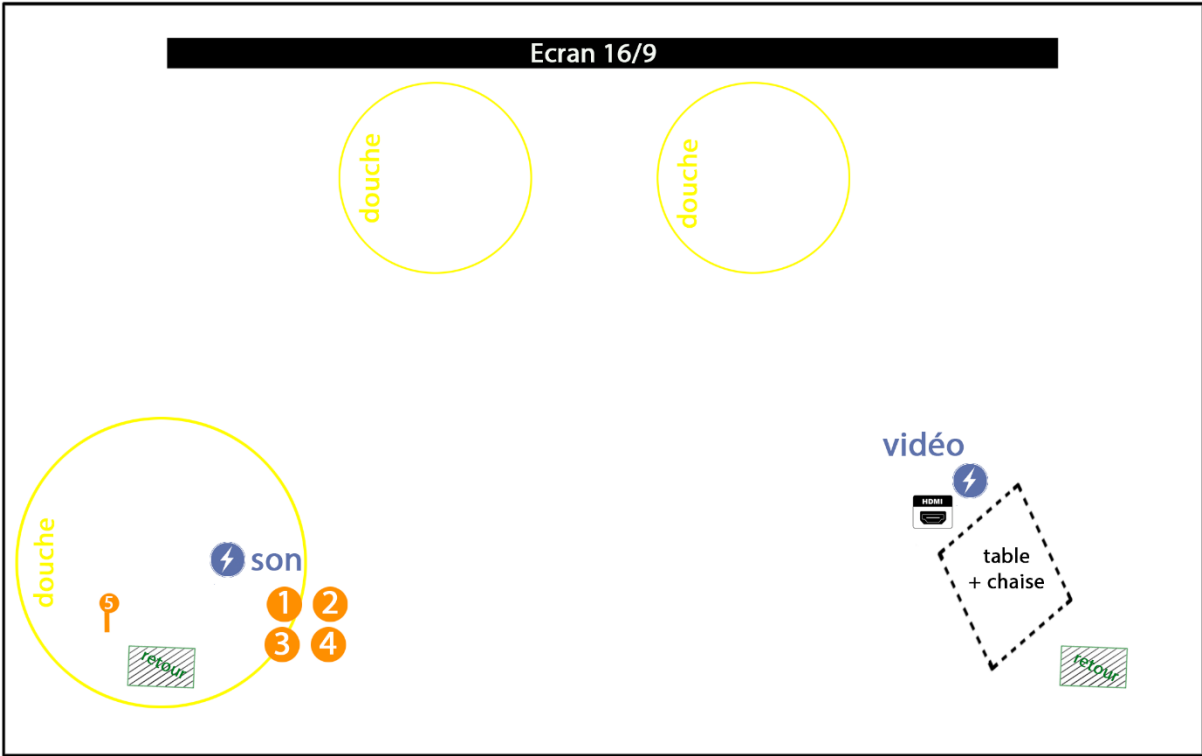 Ecran 16/9
douche
douche
vidéo
HDMI
douche
son
table
+ chaise
5
1 2
3 4
retour
retour